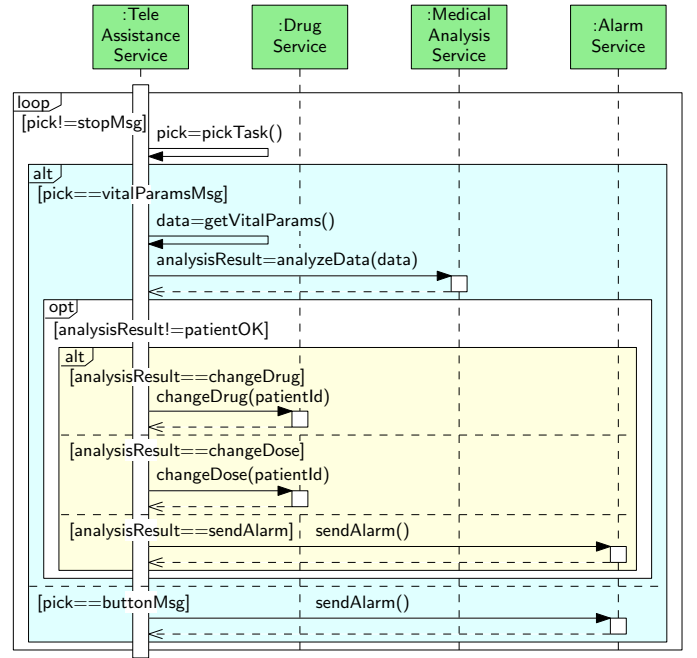 :Tele
Assistance
Service
:Drug
Service
:Medical
Analysis
Service
:Alarm
Service
loop
[pick!=stopMsg]
pick=pickTask()
alt
[pick==vitalParamsMsg]
data=getVitalParams()
analysisResult=analyzeData(data)
opt
[analysisResult!=patientOK]
alt
[analysisResult==changeDrug]
changeDrug(patientId)
[analysisResult==changeDose]
changeDose(patientId)
[analysisResult==sendAlarm] sendAlarm()
[pick==buttonMsg] sendAlarm()